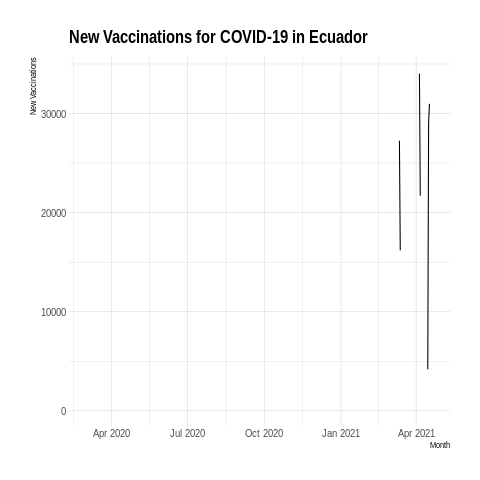 New Vaccinations for COVID-19 in Ecuador
New Vaccinations
30000
20000
10000
0
Apr 2020 Jul 2020 Oct 2020 Jan 2021 Apr 2021
Month